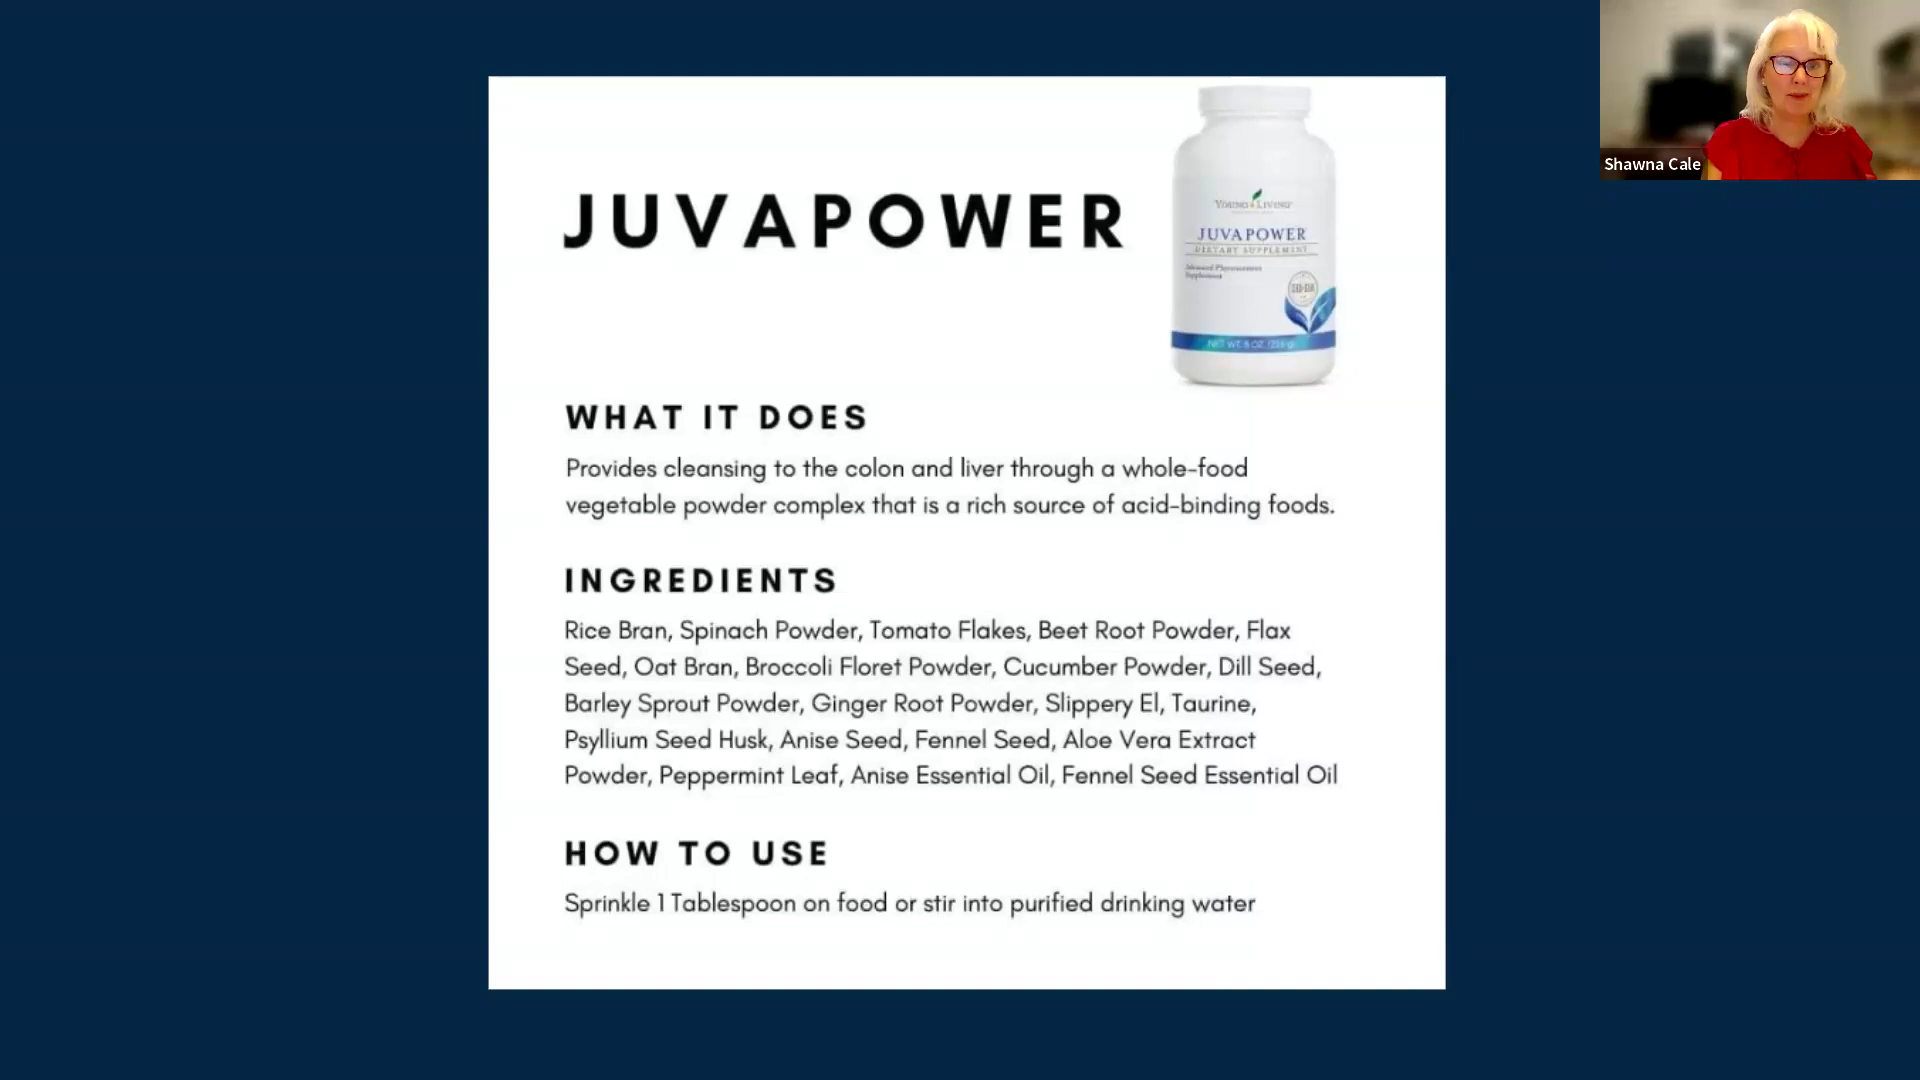 JUVAPOWER
YOUNG LIVING
JUVAPOWER
DIETARY SUPPLEMENT
Supplement
NET WT. 8 OZ.
WHAT IT DOES
Provides cleansing to the colon and liver through a whole-food
vegetable powder complex that is a rich source of acid-binding foods.
INGREDIENTS
Rice Bran, Spinach Powder, Tomato Flakes, Beet Root Powder, Flax
Seed, Oat Bran, Broccoli Floret Powder, Cucumber Powder, Dill Seed,
Barley Sprout Powder, Ginger Root Powder, Slippery El, Taurine,
Psyllium Seed Husk, Anise Seed, Fennel Seed, Aloe Vera Extract
Powder, Peppermint Leaf, Anise Essential Oil, Fennel Seed Essential Oil
HOW TO USE
Sprinkle 1 Tablespoon on food or stir into purified drinking water
Shawna Cale